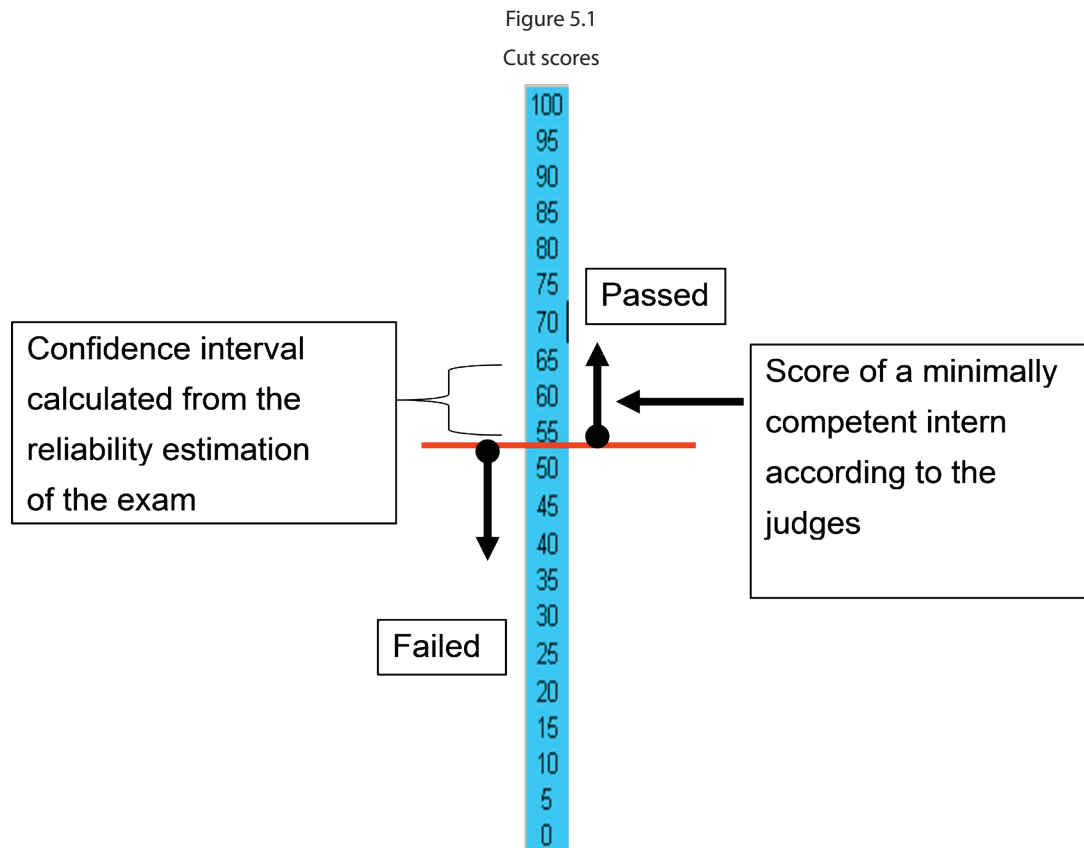 Figure 5.1
Cut scores
100
95
90
85
80
75
70
65
60
55
50
45
40
35
30
25
20
15
10
5
0
Passed
Confidence interval
calculated from the
reliability estimation
of the exam
Score of a minimally
competent intern
according to the
judges
Failed